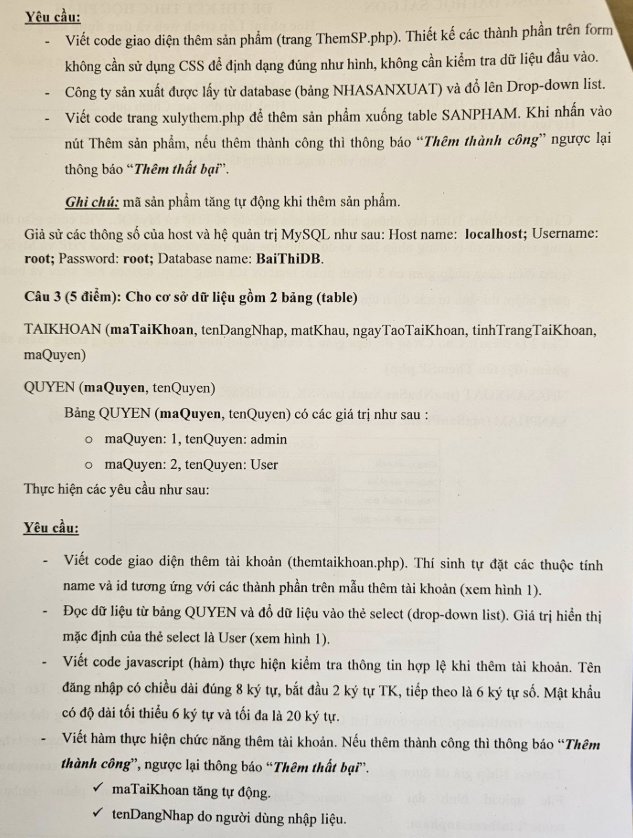 Yêu cầu:
- Viết code giao diện thêm sản phẩm (trang ThemSP.php). Thiết kế các thành phần trên form
không cần sử dụng CSS để định dạng đúng như hình, không cần kiểm tra dữ liệu đầu vào.
- Công ty sản xuất được lấy từ database (bảng NHASANXUAT) và đổ lên Drop-down list.
- Viết code trang xulythem.php để thêm sản phẩm xuống table SANPHAM. Khi nhấn vào
nút Thêm sản phẩm, nếu thêm thành công thì thông báo “Thêm thành công” ngược lại
thông báo “Thêm thất bại”.
Ghi chú: mã sản phẩm tăng tự động khi thêm sản phẩm.
Giả sử các thông số của host và hệ quản trị MySQL như sau: Host name: localhost; Username:
root; Password: root; Database name: BaiThiDB.
Câu 3 (5 điểm): Cho cơ sở dữ liệu gồm 2 bảng (table)
TAIKHOAN (maTaiKhoan, tenDangNhap, matKhau, ngayTaoTaiKhoan, tinhTrangTaiKhoan,
maQuyen)
QUYEN (maQuyen, tenQuyen)
Bảng QUYEN (maQuyen, tenQuyen) có các giá trị như sau :
o maQuyen: 1, tenQuyen: admin
o maQuyen: 2, tenQuyen: User
Thực hiện các yêu cầu như sau:
Yêu cầu:
- Viết code giao diện thêm tài khoản (themtaikhoan.php). Thí sinh tự đặt các thuộc tính
name và id tương ứng với các thành phần trên mẫu thêm tài khoản (xem hình 1).
- Đọc dữ liệu từ bảng QUYEN và đổ dữ liệu vào thẻ select (drop-down list). Giá trị hiển thị
mặc định của thẻ select là User (xem hình 1).
- Viết code javascript (hàm) thực hiện kiểm tra thông tin hợp lệ khi thêm tài khoản. Tên
đăng nhập có chiều dài đúng 8 ký tự, bắt đầu 2 ký tự TK, tiếp theo là 6 ký tự số. Mật khẩu
có độ dài tối thiểu 6 ký tự và tối đa là 20 ký tự.
- Viết hàm thực hiện chức năng thêm tài khoản. Nếu thêm thành công thì thông báo “Thêm
thành công”, ngược lại thông báo “Thêm thất bại”.
✓ maTaiKhoan tăng tự động.
✓ tenDangNhap do người dùng nhập liệu.